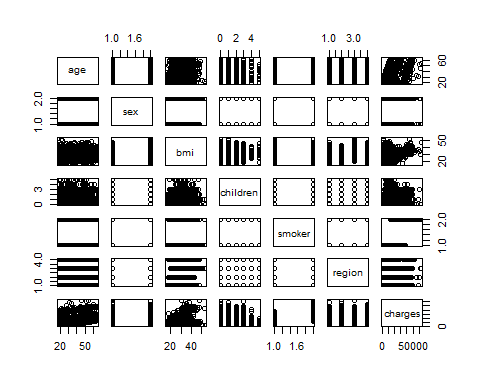 1.0 1.6 0 2 4 1.0 3.0
age 20 60
1.0 2.0 sex
bmi 20 50
0 3 children
smoker 1.0 2.0
1.0 4.0 region
charges 0
20 50 20 40 1.0 1.6 0 50000